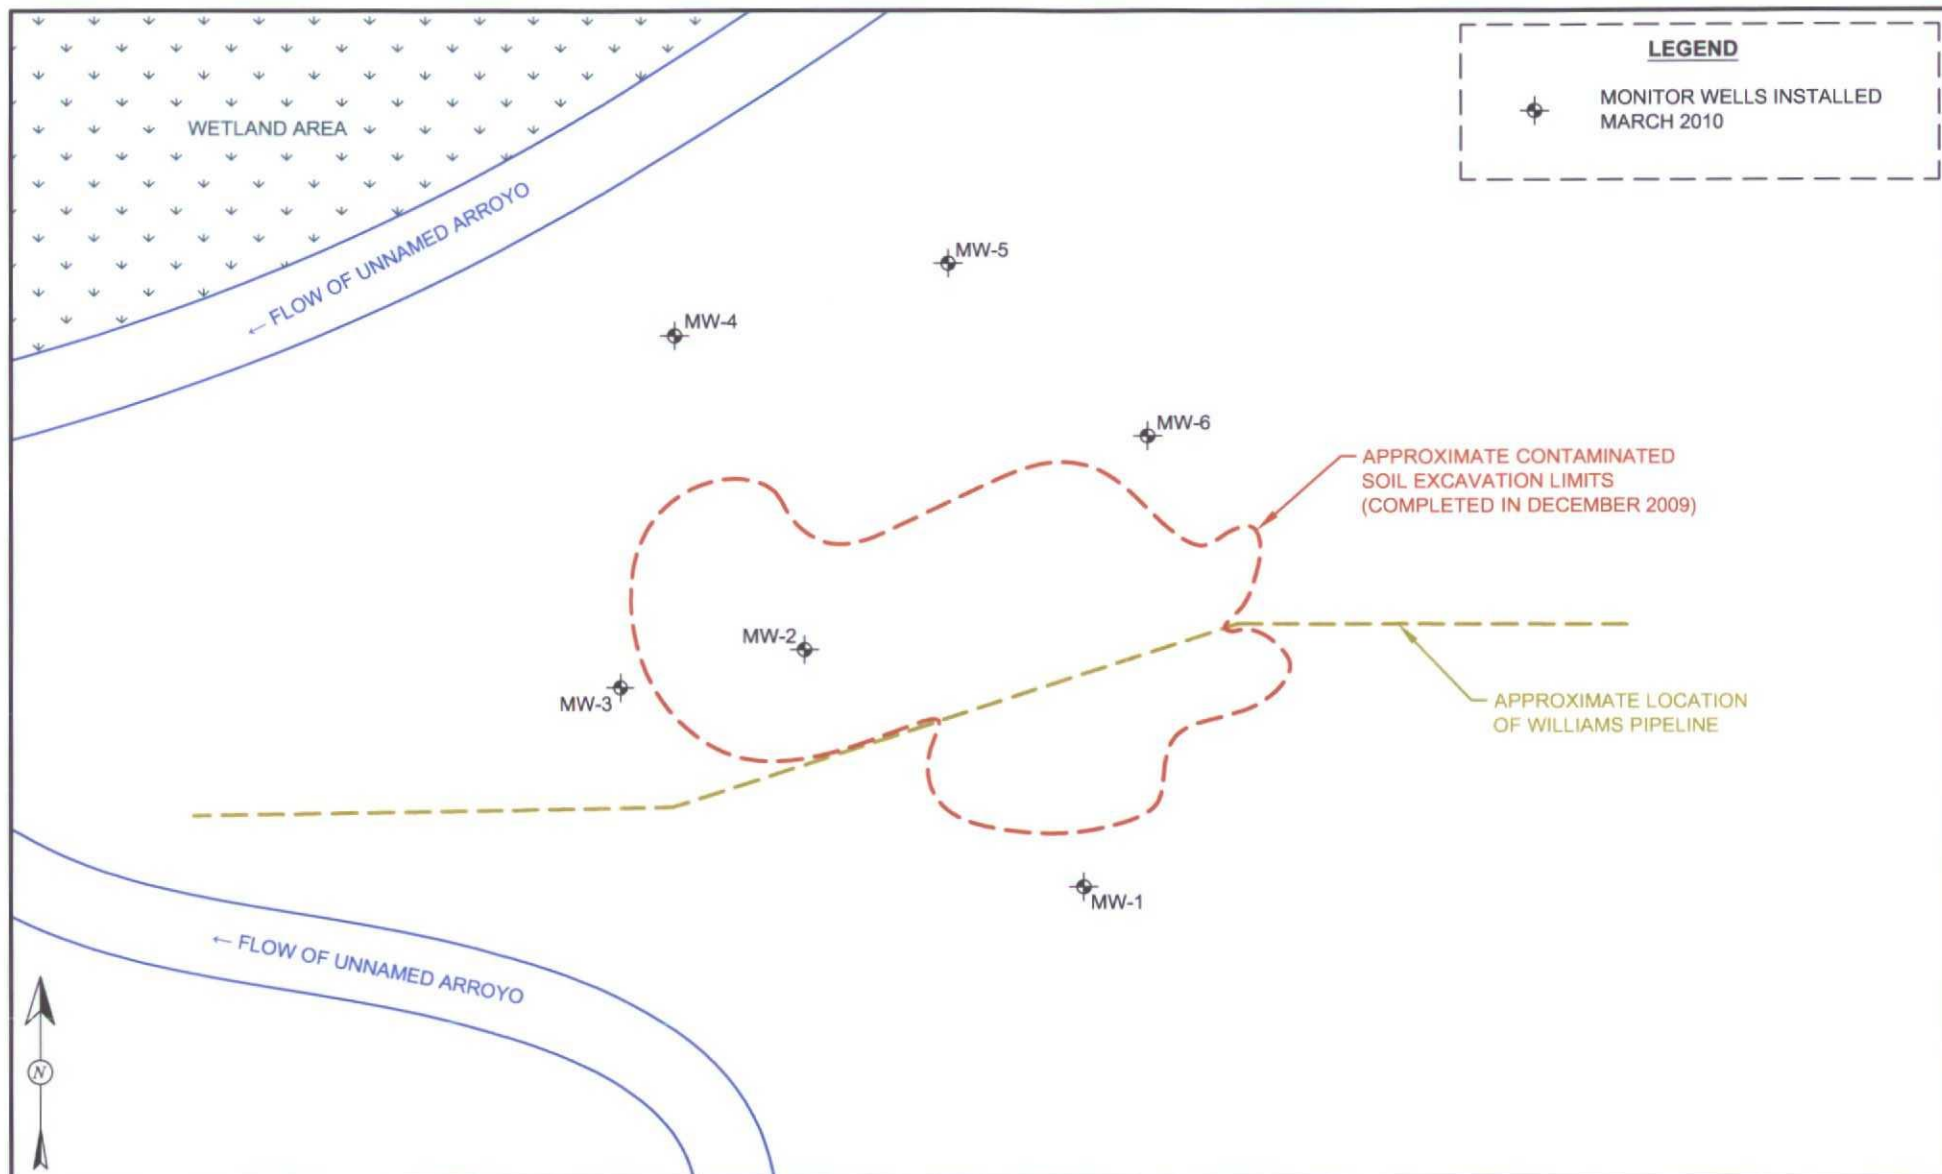 LEGEND
MONITOR WELLS INSTALLED
MARCH 2010
WETLAND AREA
← FLOW OF UNNAMED ARROYO
MW-5
MW-4
MW-6
APPROXIMATE CONTAMINATED
SOIL EXCAVATION LIMITS
(COMPLETED IN DECEMBER 2009)
MW-2
MW-3
APPROXIMATE LOCATION
OF WILLIAMS PIPELINE
MW-1
← FLOW OF UNNAMED ARROYO
N